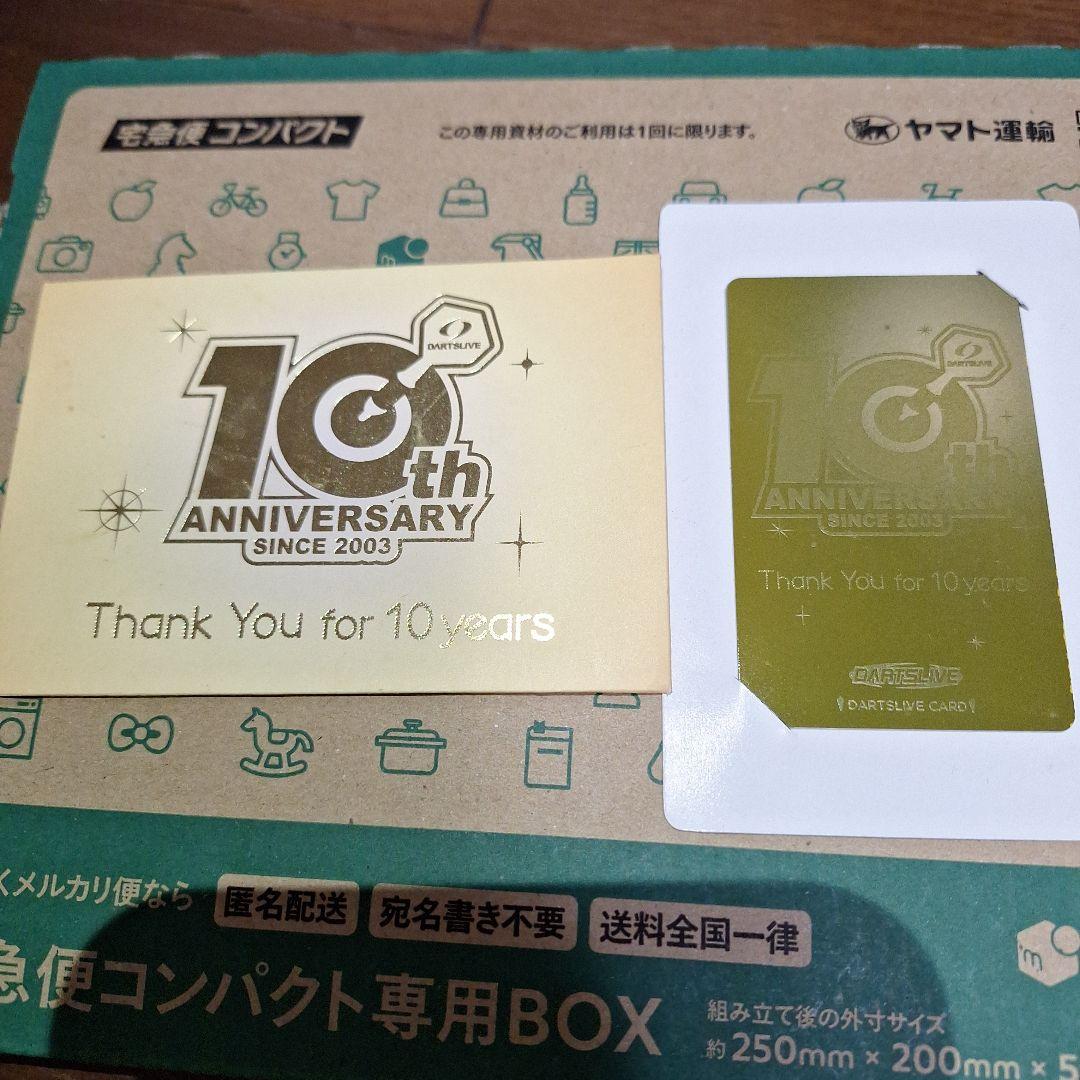 宅急便コンパクト
この専用資材のご利用は1回に限ります。
ヤマト運輸
DARTSLIVE
10th
ANNIVERSARY
SINCE 2003
Thank You for 10 years
DARTSLIVE
10th
ANNIVERSARY
SINCE 2003
Thank You for 10 years
DARTSLIVE
DARTSLIVE CARD
くメルカリ便なら
匿名配送
宛名書き不要
送料全国一律
急便コンパクト専用BOX
組み立て後の外寸サイズ
約250mm×200mm×5